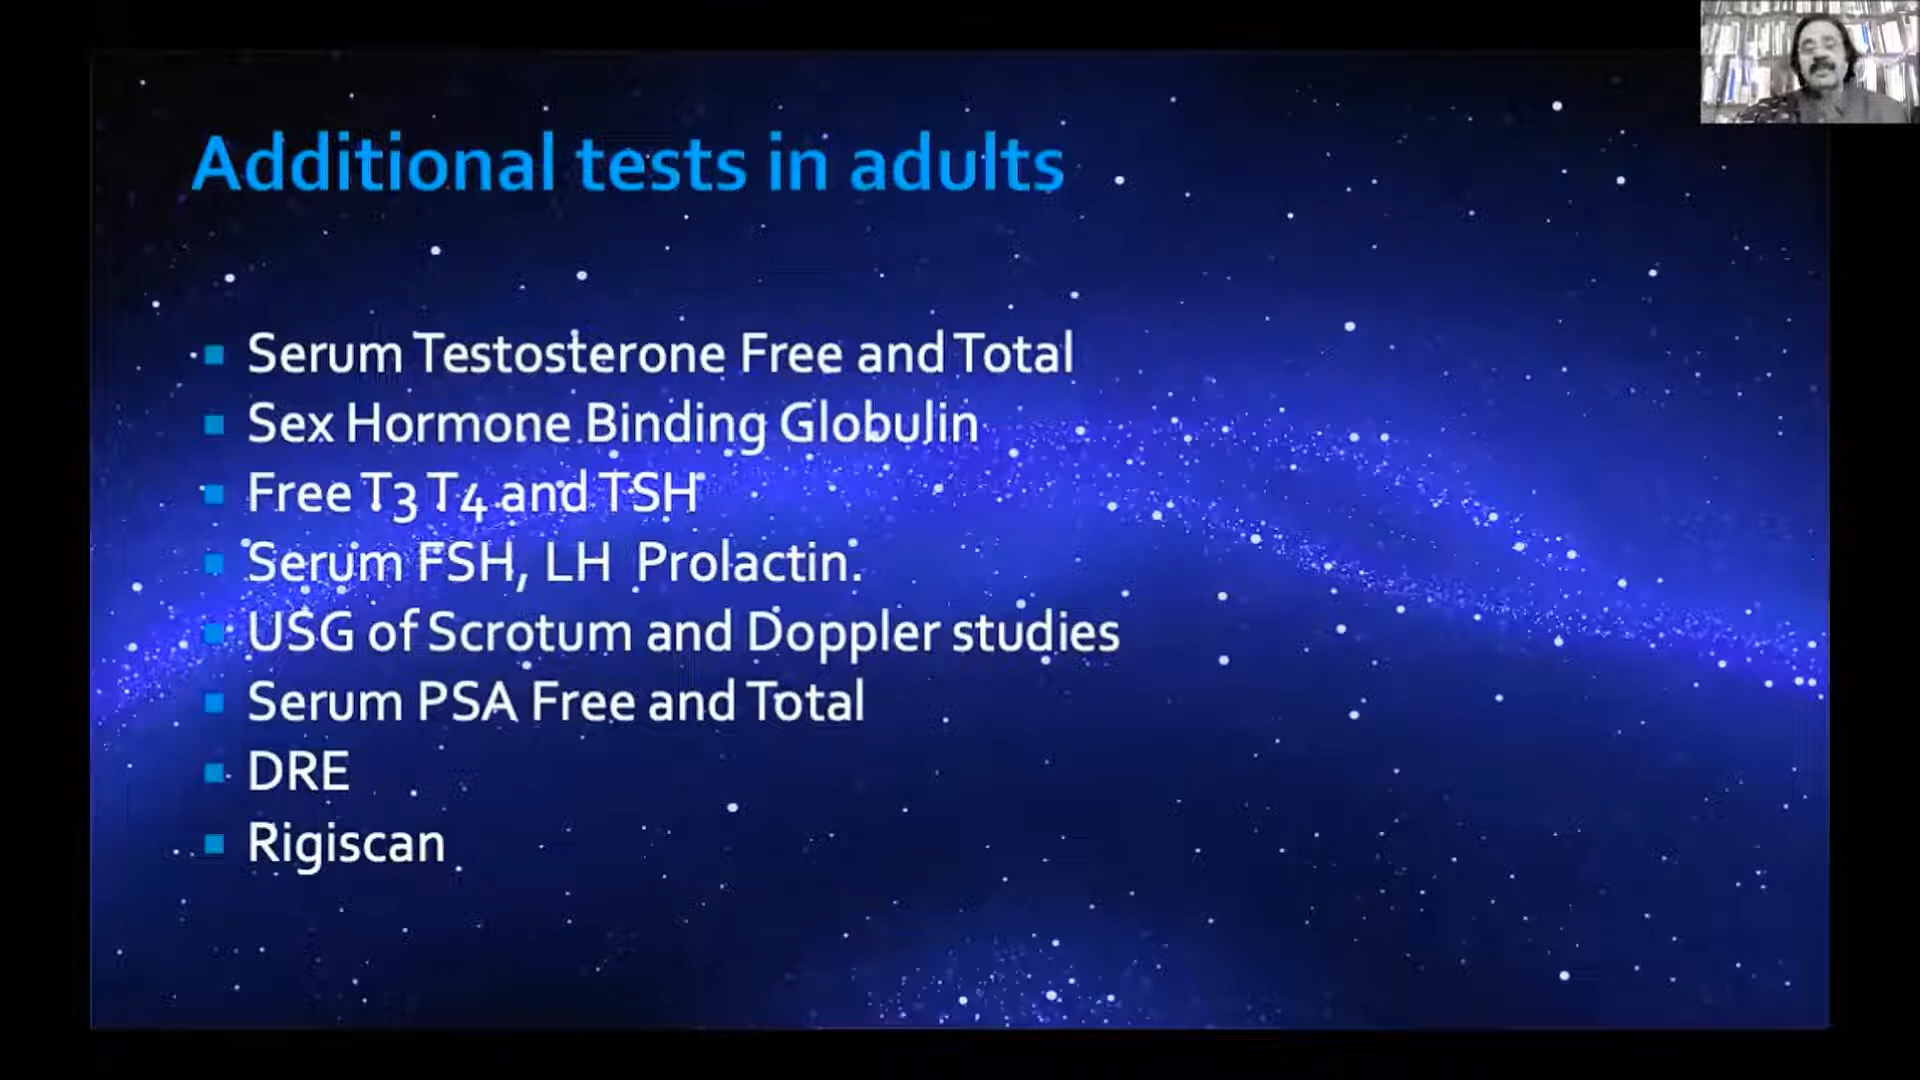 Additional tests in adults
Serum Testosterone Free and Total
Sex Hormone Binding Globulin
Free T3 T4 and TSH
Serum FSH, LH Prolactin.
USG of Scrotum and Doppler studies
Serum PSA Free and Total
DRE
Rigiscan